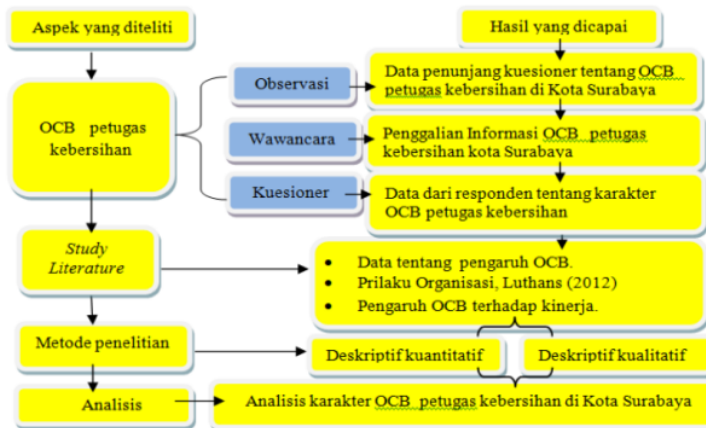 Aspek yang diteliti
Hasil yang dicapai
OCB petugas
kebersihan
Observasi
Data penunjang kuesioner tentang OCB
petugas kebersihan di Kota Surabaya
Wawancara
Penggalian Informasi OCB petugas
kebersihan kota Surabaya
Kuesioner
Data dari responden tentang karakter
OCB petugas kebersihan
Study
Literature
• Data tentang pengaruh OCB.
• Prilaku Organisasi, Luthans (2012)
• Pengaruh OCB terhadap kinerja.
Metode penelitian
Deskriptif kuantitatif
Deskriptif kualitatif
Analisis
Analisis karakter OCB petugas kebersihan di Kota Surabaya